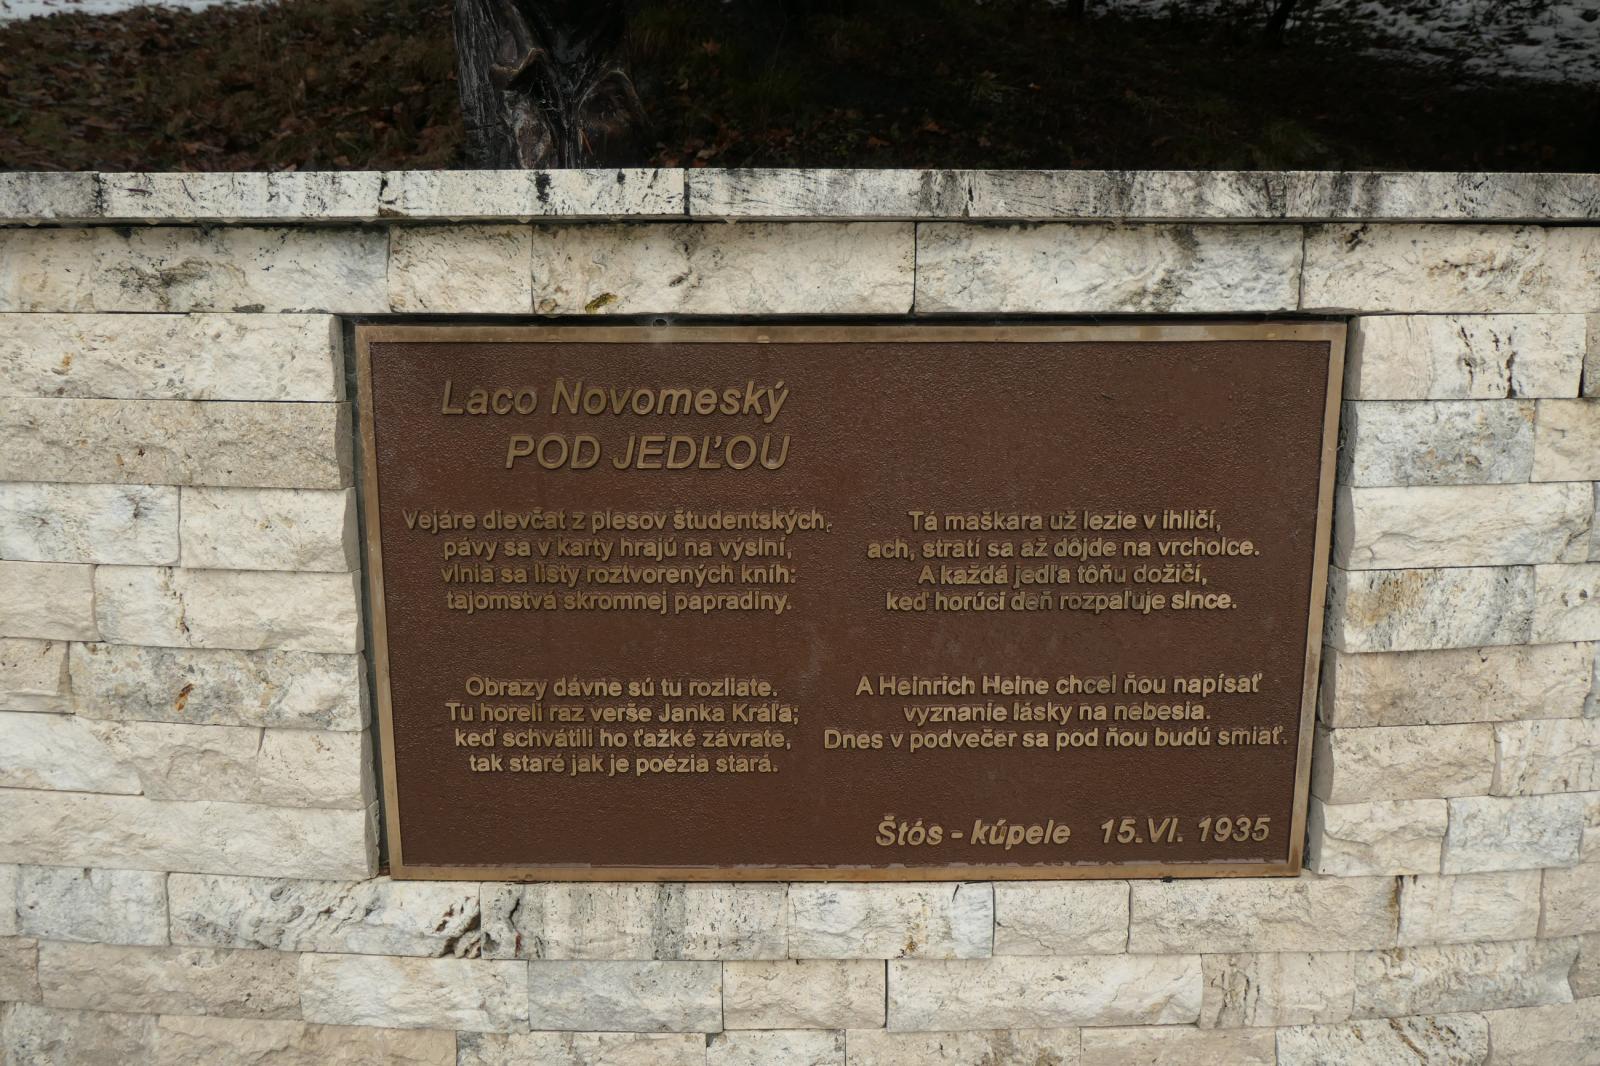 Laco Novomeský
POD JEDĽOU
Vejáre dievčat z plesov študentských,
pávy sa v karty hrajú na výslní,
vlnia sa listy roztvorených kníh:
tajomstvá skromnej papradiny.
Obrazy dávne sú tu rozliate.
Tu horeli raz verše Janka Kráľa;
keď schvátili ho ťažké závrate,
tak staré jak je poézia stará.
Tá maškara už lezie v ihličí,
ach, stratí sa až dôjde na vrcholce.
A každá jedľa tôňu dožičí,
keď horúci deň rozpaľuje slnce.
A Heinrich Heine chcel ňou napísať
vyznanie lásky na nebesia.
Dnes v podvečer sa pod ňou budú smiať.
Štós - kúpele 15.VI. 1935